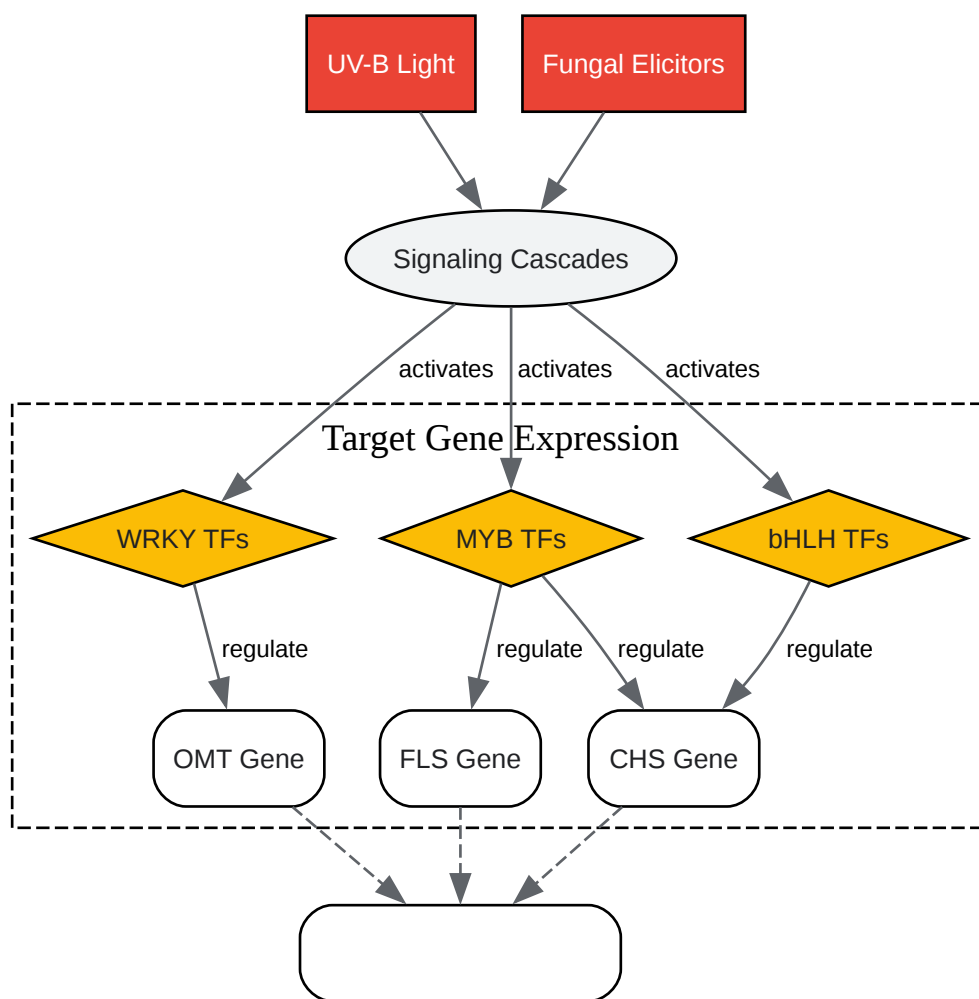 UV-B Light
Fungal Elicitors
Signaling Cascades
activates
activates
activates
Target Gene Expression
WRKY TFs
MYB TFs
bHLH TFs
regulate
regulate
regulate
regulate
OMT Gene
FLS Gene
CHS Gene